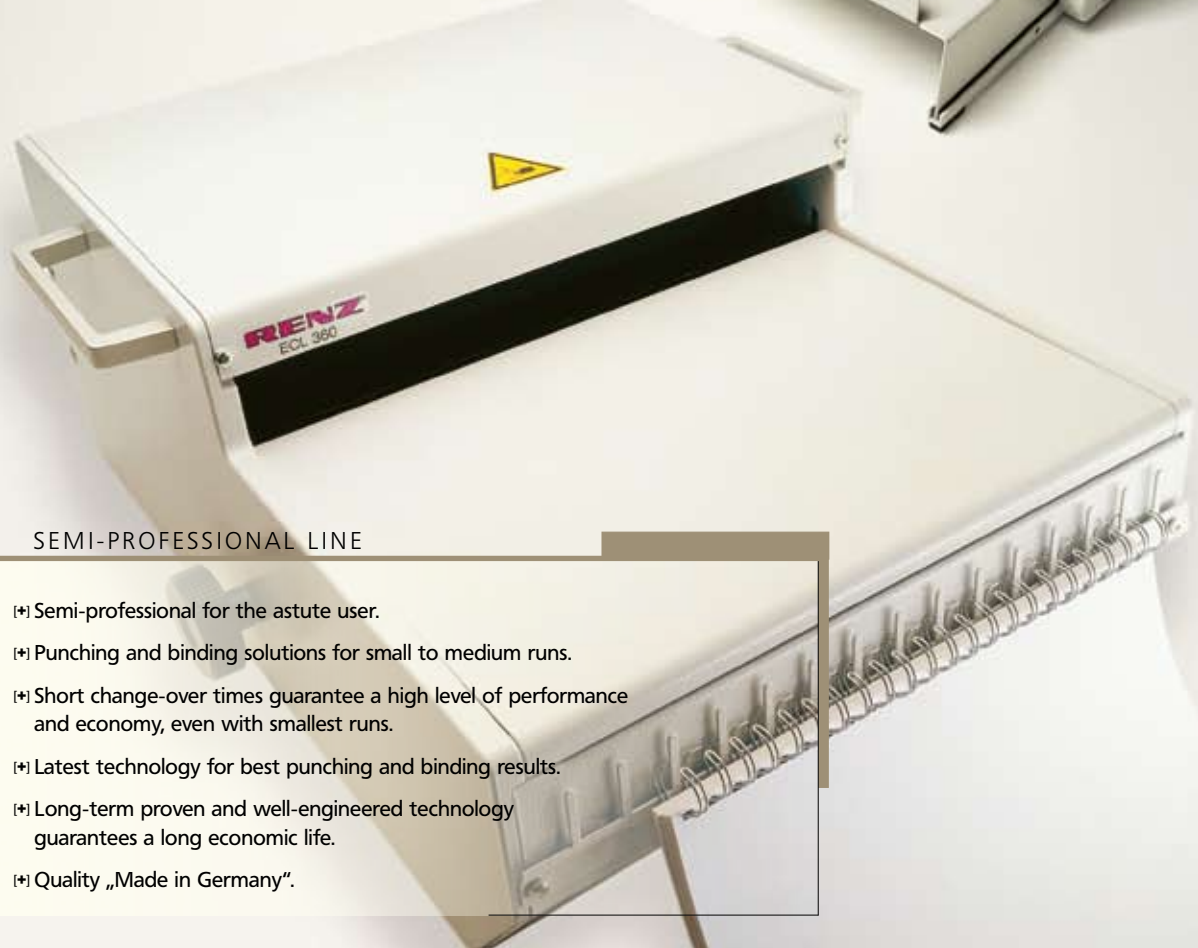 RENZ
ECL 360
SEMI-PROFESSIONAL LINE
[+] Semi-professional for the astute user.
[+] Punching and binding solutions for small to medium runs.
[+] Short change-over times guarantee a high level of performance
and economy, even with smallest runs.
[+] Latest technology for best punching and binding results.
[+] Long-term proven and well-engineered technology
guarantees a long economic life.
[+] Quality „Made in Germany“.